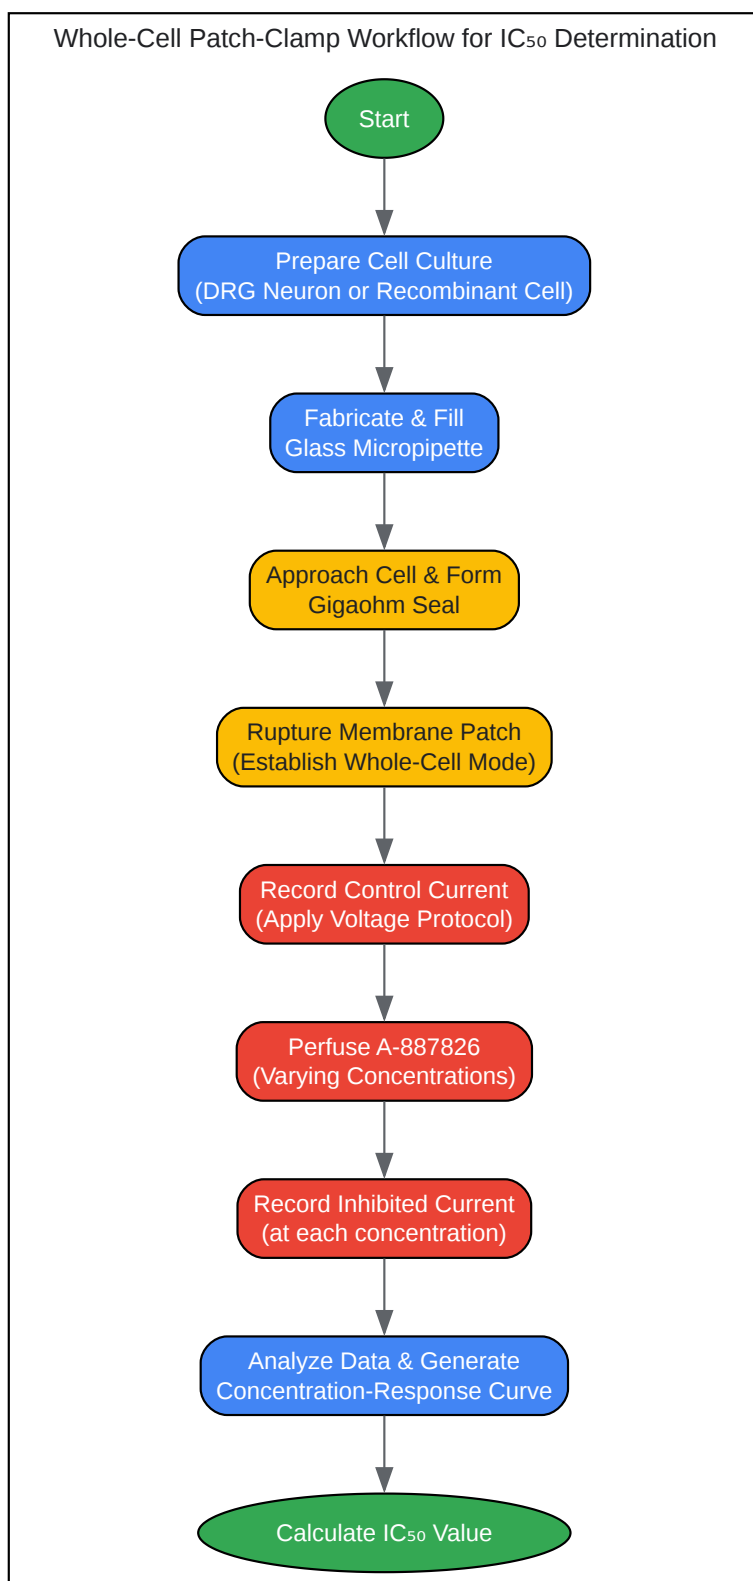 Whole-Cell Patch-Clamp Workflow for IC₅₀ Determination
Start
Prepare Cell Culture
(DRG Neuron or Recombinant Cell)
Fabricate & Fill
Glass Micropipette
Approach Cell & Form
Gigaohm Seal
Rupture Membrane Patch
(Establish Whole-Cell Mode)
Record Control Current
(Apply Voltage Protocol)
Perfuse A-887826
(Varying Concentrations)
Record Inhibited Current
(at each concentration)
Analyze Data & Generate
Concentration-Response Curve
Calculate IC₅₀ Value